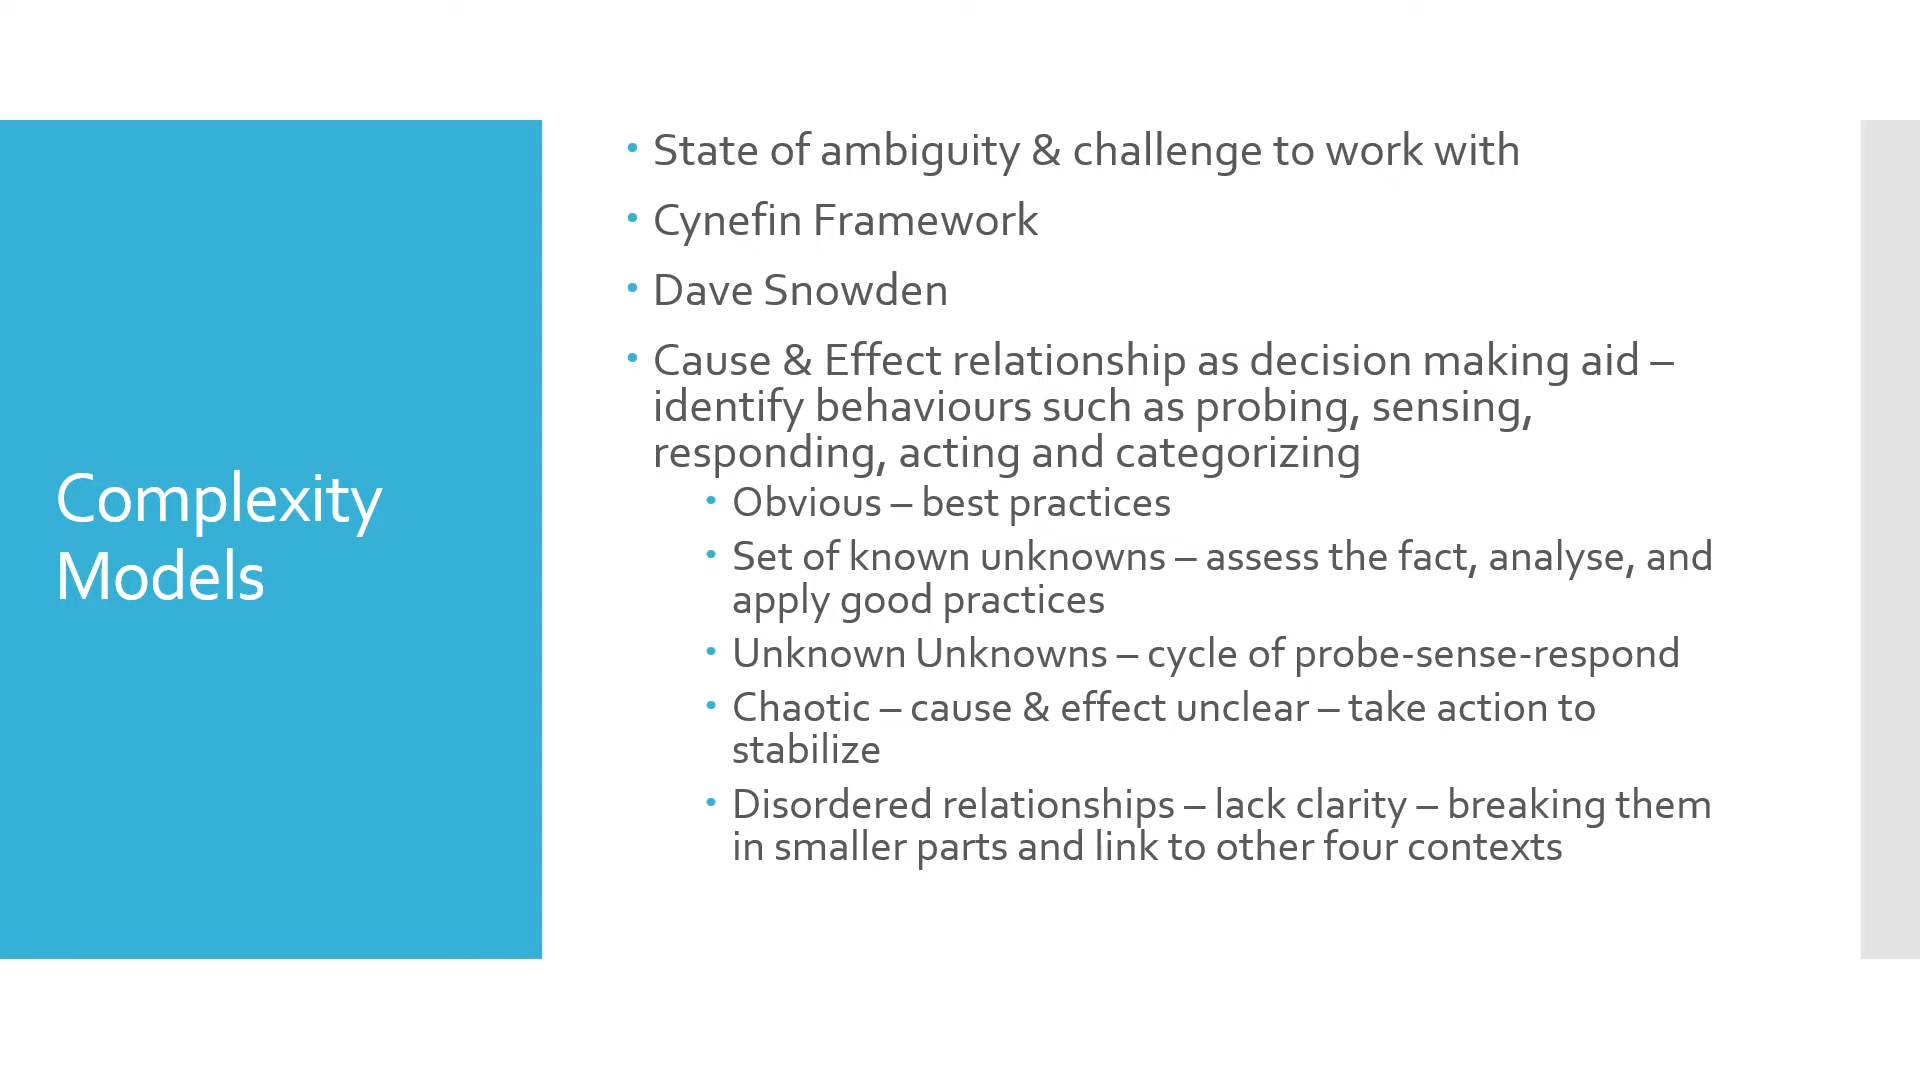 Complexity
Models
• State of ambiguity & challenge to work with
• Cynefin Framework
• Dave Snowden
• Cause & Effect relationship as decision making aid –
identify behaviours such as probing, sensing,
responding, acting and categorizing
• Obvious – best practices
• Set of known unknowns – assess the fact, analyse, and
apply good practices
• Unknown Unknowns – cycle of probe-sense-respond
• Chaotic – cause & effect unclear – take action to
stabilize
• Disordered relationships – lack clarity – breaking them
in smaller parts and link to other four contexts